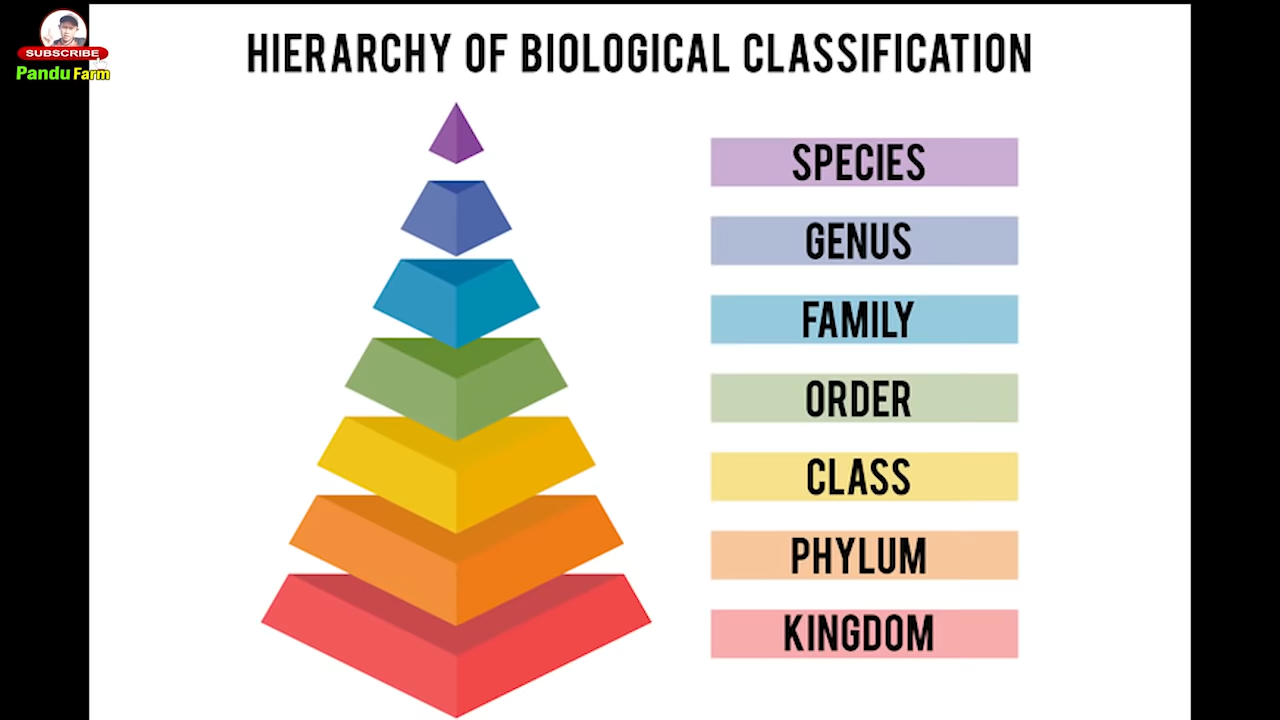 SUBSCRIBE
Pandu Farm
HIERARCHY OF BIOLOGICAL CLASSIFICATION
SPECIES
GENUS
FAMILY
ORDER
CLASS
PHYLUM
KINGDOM